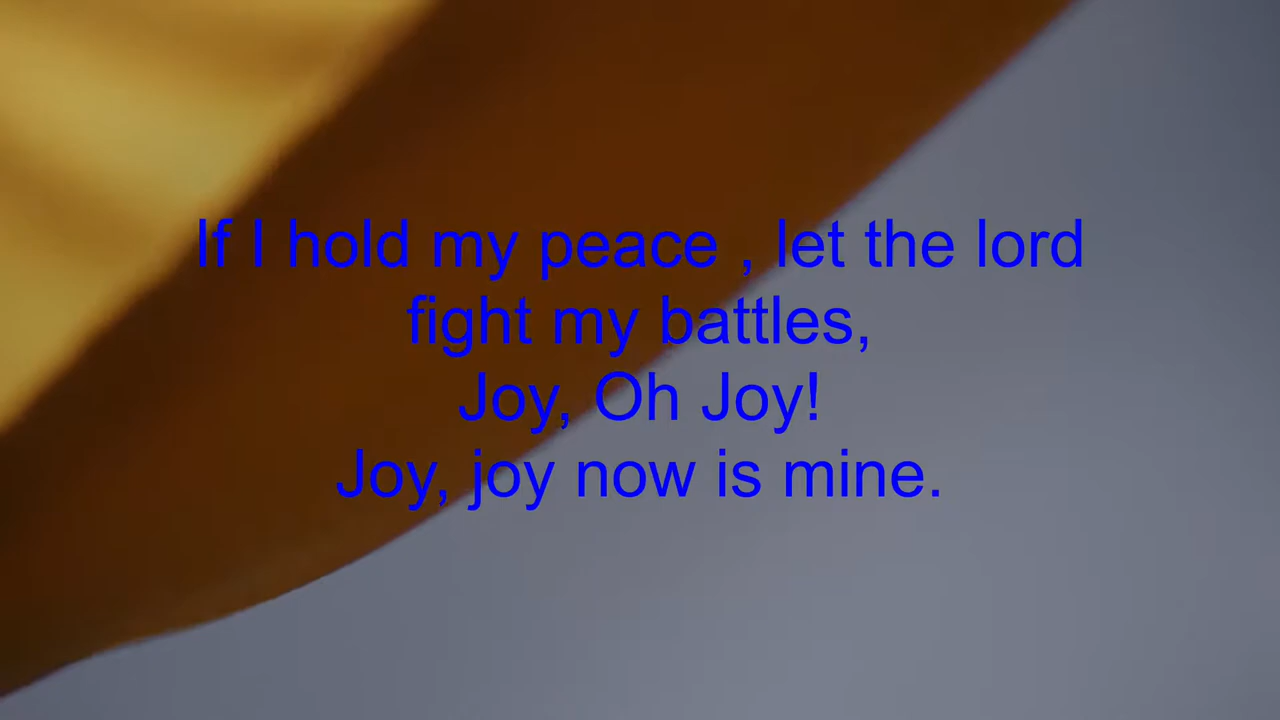 If I hold my peace , let the lord
fight my battles,
Joy, Oh Joy!
Joy, joy now is mine.